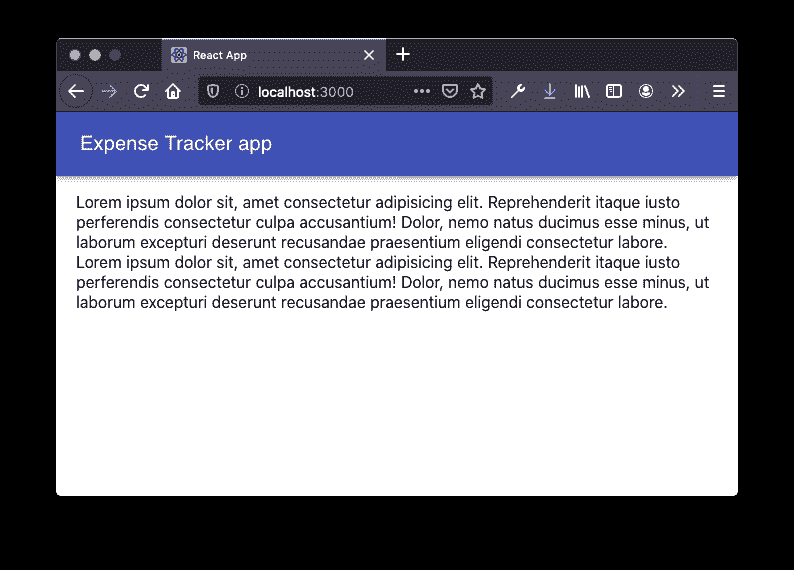 React App
localhost:3000
Expense Tracker app
Lorem ipsum dolor sit, amet consectetur adipisicing elit. Reprehenderit itaque iusto
perferendis consectetur culpa accusantium! Dolor, nemo natus ducimus esse minus, ut
laborum excepturi deserunt recusandae praesentium eligendi consectetur labore.
Lorem ipsum dolor sit, amet consectetur adipisicing elit. Reprehenderit itaque iusto
perferendis consectetur culpa accusantium! Dolor, nemo natus ducimus esse minus, ut
laborum excepturi deserunt recusandae praesentium eligendi consectetur labore.